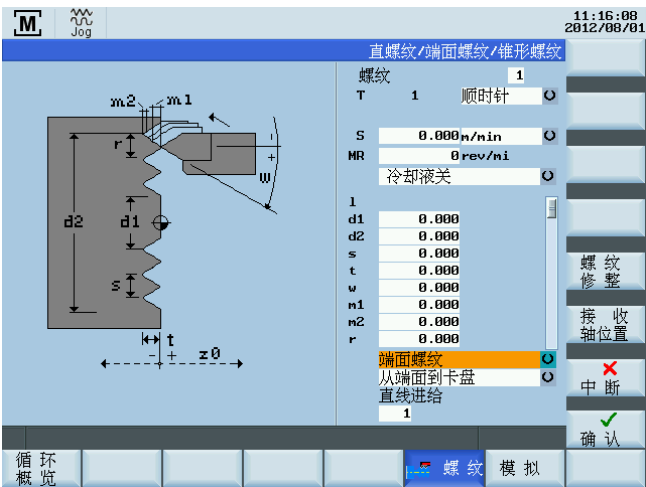 M
Jog
11:16:08
2012/08/01
直螺纹/端面螺纹/锥形螺纹
螺纹 1
T 1 顺时针
S 0.000 m/min
MR 0 rev/mi
冷却液关
l
d1 0.000
d2 0.000
s 0.000
t 0.000
w 0.000
m1 0.000
m2 0.000
r 0.000
端面螺纹
从端面到卡盘
直线进给
1
m2 m1
r
- 
+
w
d2 d1
s
t
- + z0
螺纹
修整
接收
轴位置
中断
确认
循环
概览
螺纹
模拟